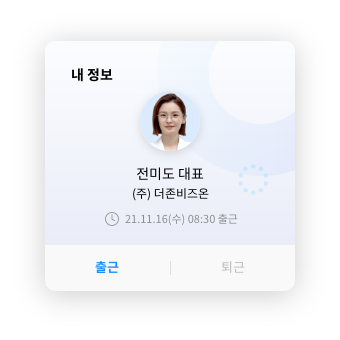 내 정보
전미도 대표
(주) 더존비즈온
21.11.16(수) 08:30 출근
출근
퇴근